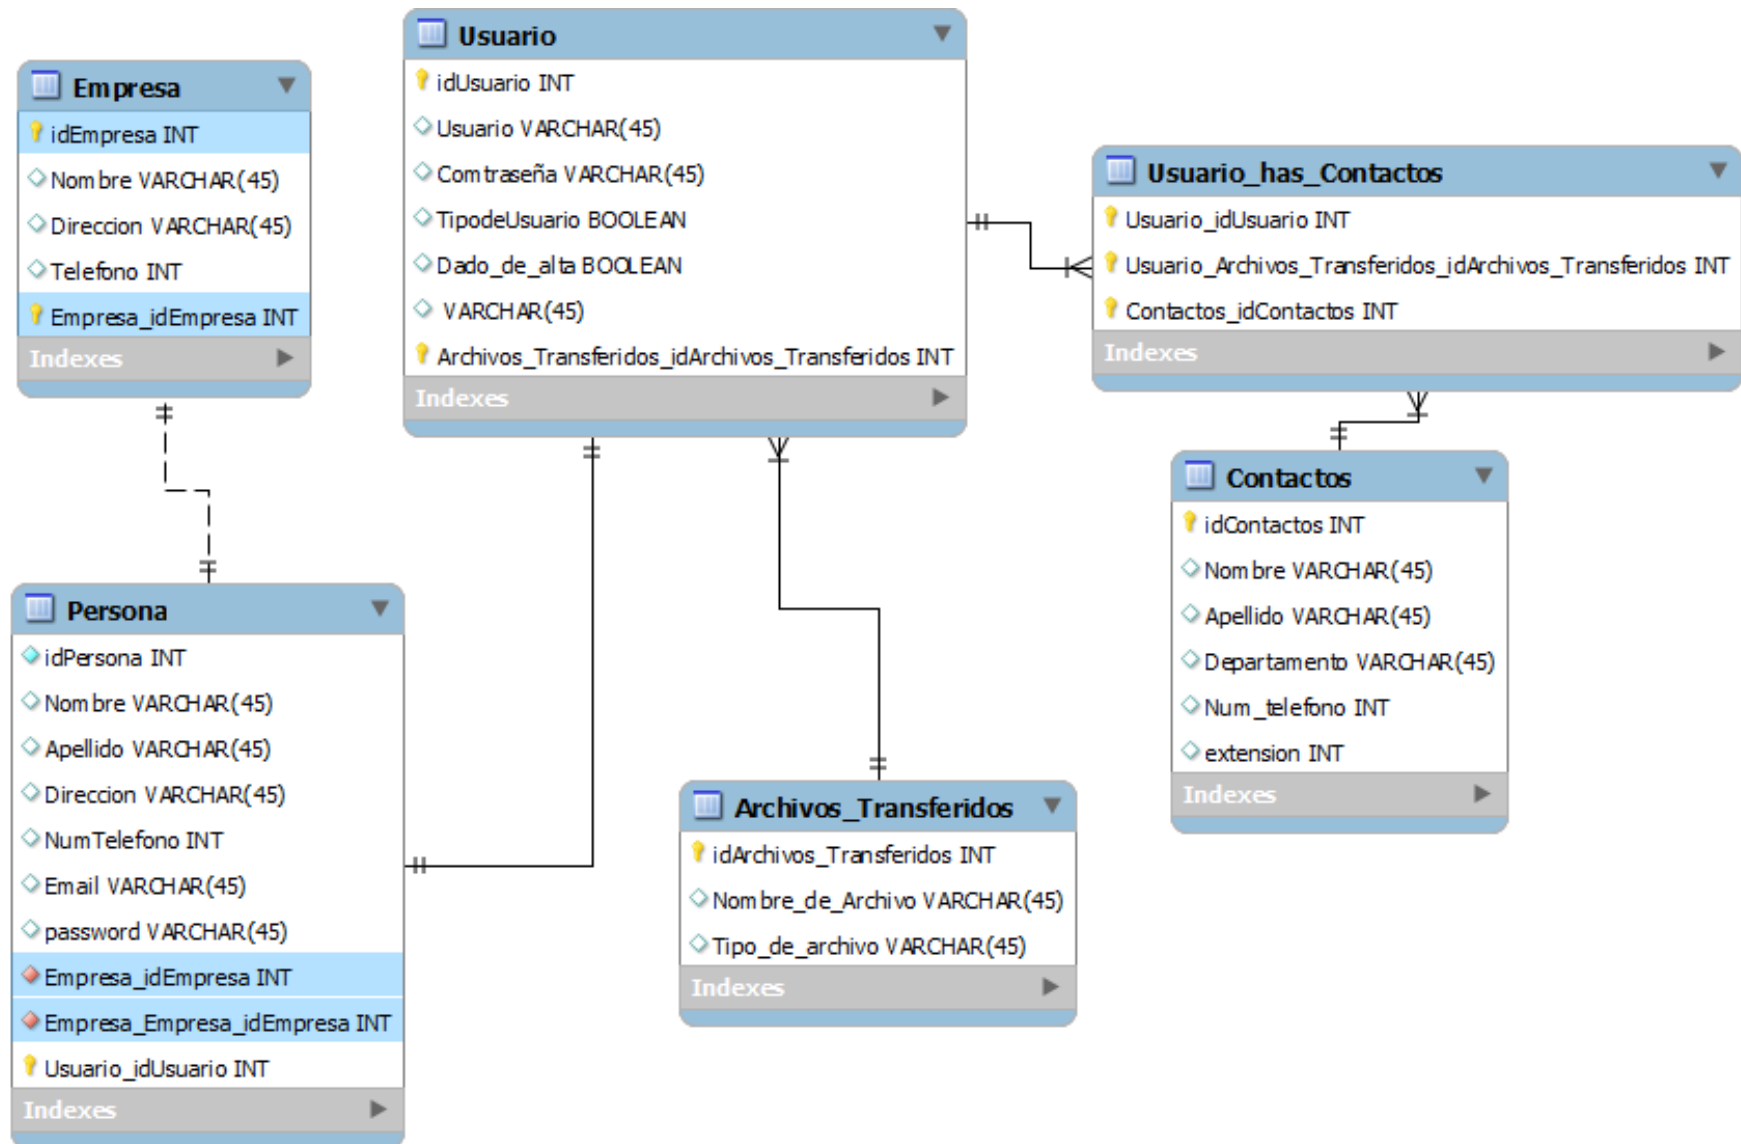 Empresa
idEmpresa INT
Nombre VARCHAR(45)
Direccion VARCHAR(45)
Telefono INT
Empresa_idEmpresa INT
Indexes
Usuario
idUsuario INT
Usuario VARCHAR(45)
Comtraseña VARCHAR(45)
TipodeUsuario BOOLEAN
Dado_de_alta BOOLEAN
VARCHAR(45)
Archivos_Transferidos_idArchivos_Transferidos INT
Indexes
Usuario_has_Contactos
Usuario_idUsuario INT
Usuario_Archivos_Transferidos_idArchivos_Transferidos INT
Contactos_idContactos INT
Indexes
Contactos
idContactos INT
Nombre VARCHAR(45)
Apellido VARCHAR(45)
Departamento VARCHAR(45)
Num_telefono INT
extension INT
Indexes
Persona
idPersona INT
Nombre VARCHAR(45)
Apellido VARCHAR(45)
Direccion VARCHAR(45)
NumTelefono INT
Email VARCHAR(45)
password VARCHAR(45)
Empresa_idEmpresa INT
Empresa_Empresa_idEmpresa INT
Usuario_idUsuario INT
Indexes
Archivos_Transferidos
idArchivos_Transferidos INT
Nombre_de_Archivo VARCHAR(45)
Tipo_de_archivo VARCHAR(45)
Indexes